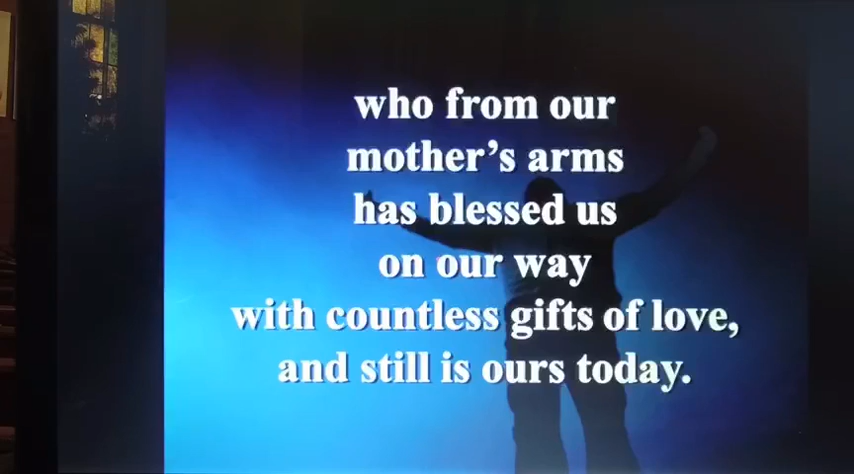 who from our
mother’s arms
has blessed us
on our way
with countless gifts of love,
and still is ours today.